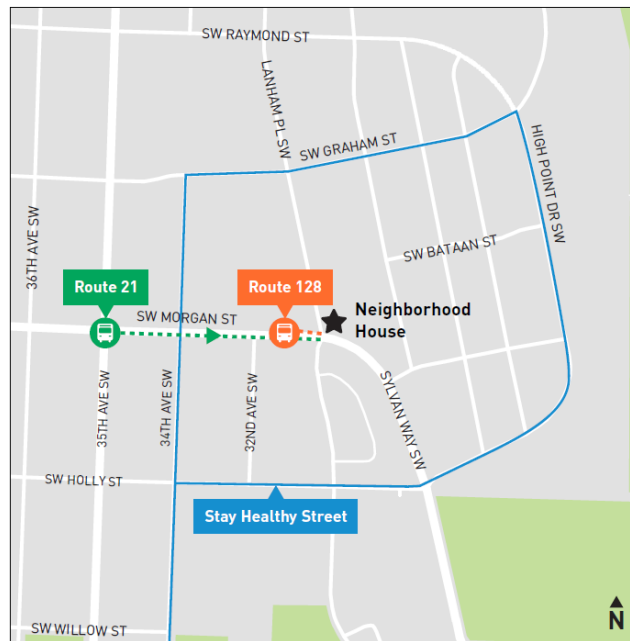 SW RAYMOND ST
LANHAM PL SW
SW GRAHAM ST
HIGH POINT DR SW
36TH AVE SW
SW BATAAN ST
Route 21
Route 128
SW MORGAN ST
Neighborhood
House
35TH AVE SW
34TH AVE SW
32ND AVE SW
SYLVAN WAY SW
SW HOLLY ST
Stay Healthy Street
SW WILLOW ST
N